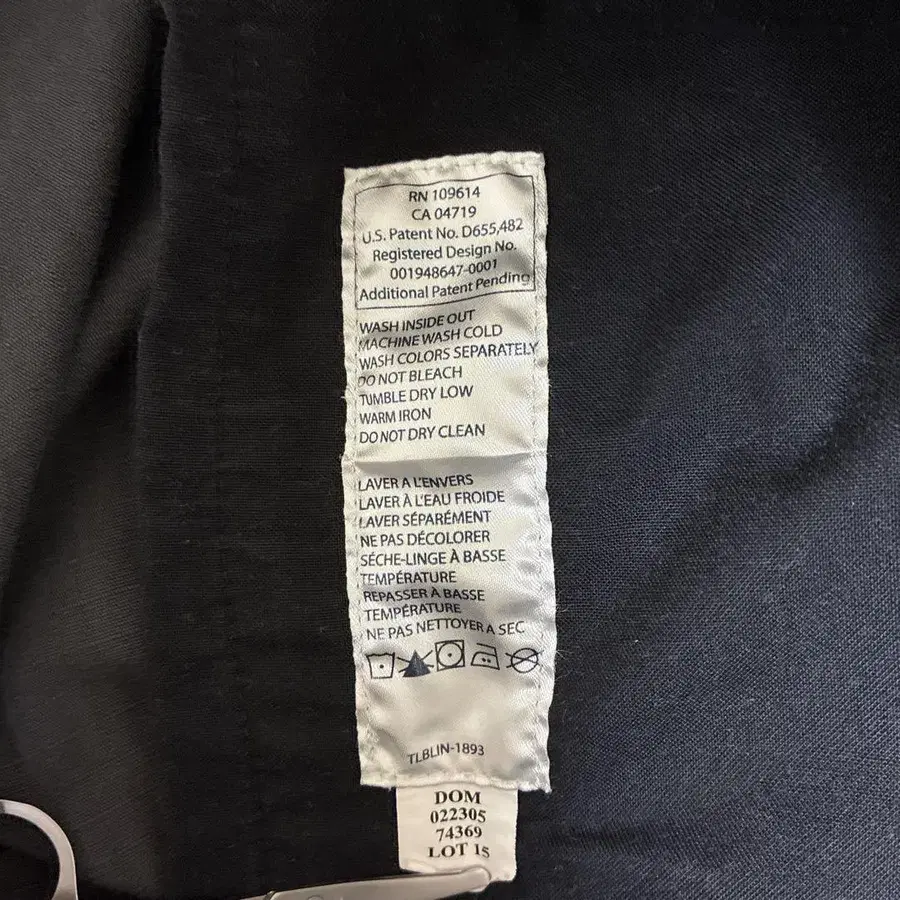 RN 109614
CA 04719
U.S. Patent No. D655,482
Registered Design No.
001948647-0001
Additional Patent Pending
WASH INSIDE OUT
MACHINE WASH COLD
WASH COLORS SEPARATELY
DO NOT BLEACH
TUMBLE DRY LOW
WARM IRON
DO NOT DRY CLEAN
LAVER A L'ENVERS
LAVER À L'EAU FROIDE
LAVER SÉPARÉMENT
NE PAS DÉCOLORER
SÉCHE-LINGE À BASSE
TEMPÉRATURE
REPASSER À BASSE
TEMPÉRATURE
NE PAS NETTOYER A SEC
TLBLIN-1893
DOM
022305
74369
LOT 15